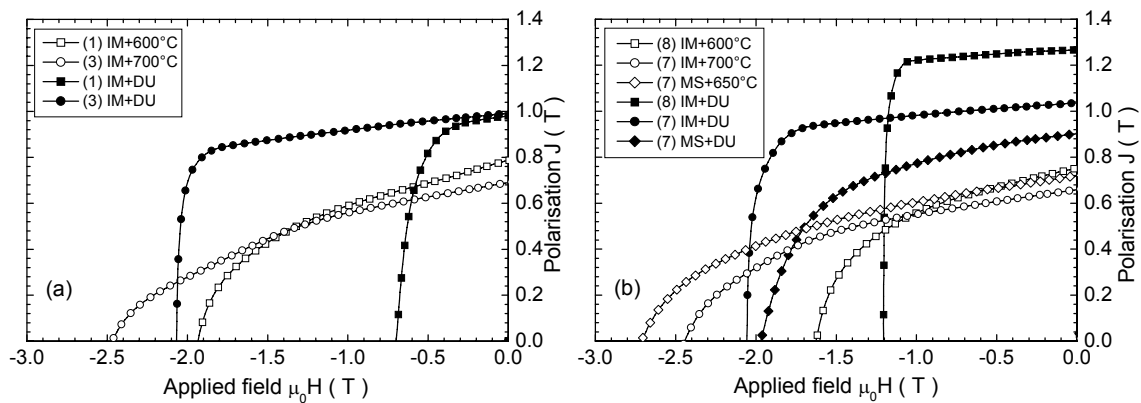 (1) IM+600°C
(3) IM+700°C
(1) IM+DU
(3) IM+DU
(a)
1.4
1.2
1.0
0.8
0.6
0.4
0.2
0.0
Polarisation J ( T )
-3.0 -2.5 -2.0 -1.5 -1.0 -0.5 0.0
Applied field μ0H ( T )
(8) IM+600°C
(7) IM+700°C
(7) MS+650°C
(8) IM+DU
(7) IM+DU
(7) MS+DU
(b)
1.4
1.2
1.0
0.8
0.6
0.4
0.2
0.0
Polarisation J ( T )
-3.0 -2.5 -2.0 -1.5 -1.0 -0.5 0.0
Applied field μ0H ( T )